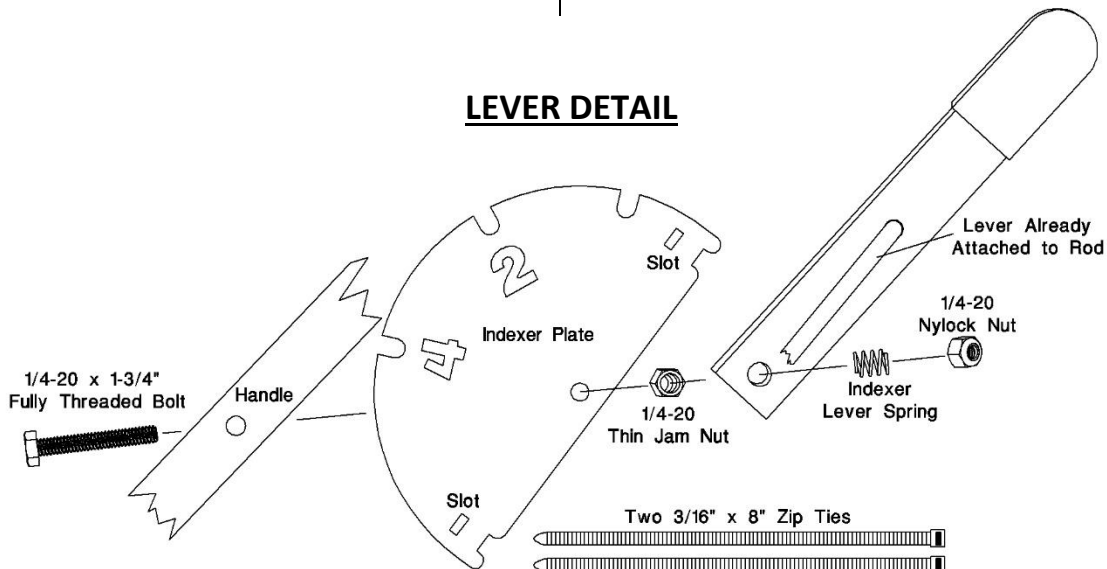 LEVER DETAIL
Lever Already
Attached to Rod
Slot
2
Indexer Plate
4
1/4-20
Nylock Nut
1/4-20 x 1-3/4"
Fully Threaded Bolt
Handle
Indexer
Lever Spring
1/4-20
Thin Jam Nut
Slot
Two 3/16" x 8" Zip Ties